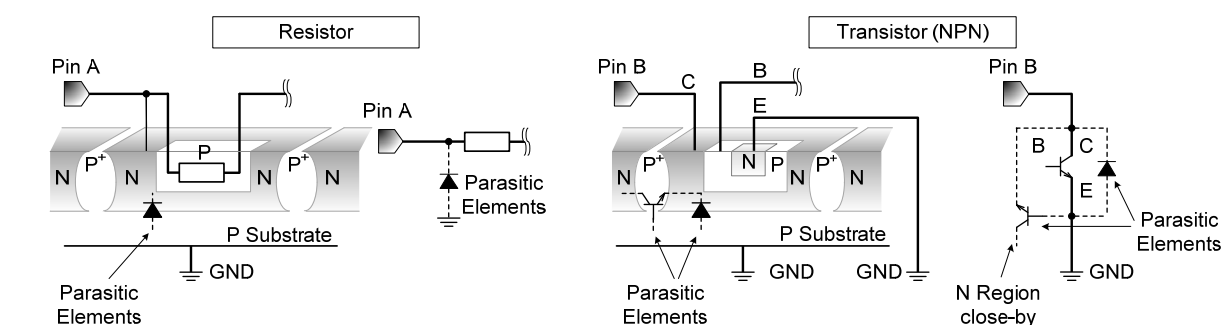 Resistor
Transistor (NPN)
Pin A
Pin A
P
N
P+
N
N
P+
N
Parasitic
Elements
P Substrate
GND
Parasitic
Elements
Pin B
C
B
E
N
P+
N
P
N
P+
N
P Substrate
GND
GND
Parasitic
Elements
Pin B
B
C
E
Parasitic
Elements
GND
N Region
close-by